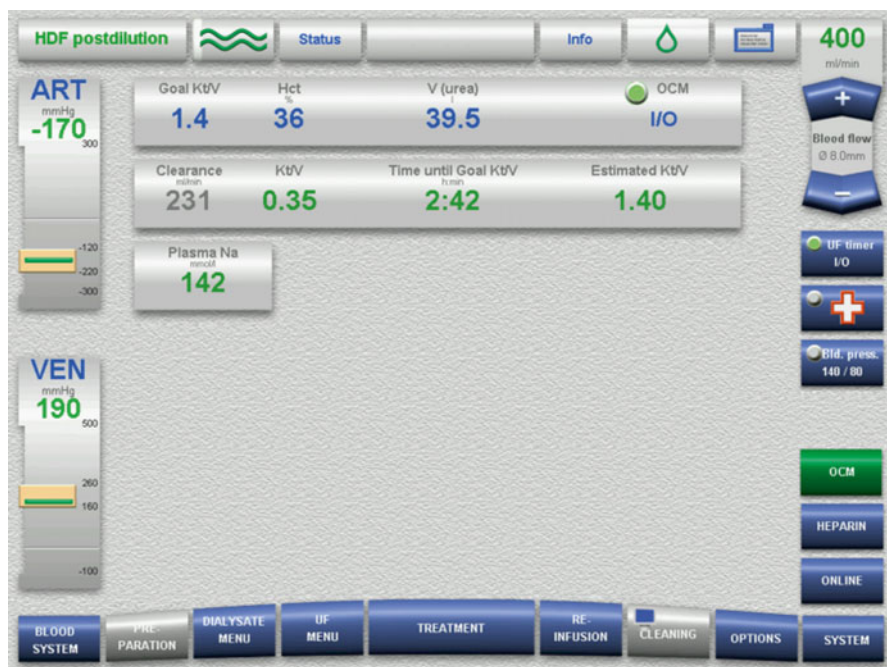 HDF postdilution
Status
Info
400
ml/min
ART
mmHg
-170
300
-120
-220
-300
Goal Kt/V
Hct
%
V (urea)
l
OCM
1.4
36
39.5
I/O
Clearance
ml/min
Kt/V
Time until Goal Kt/V
h:min
Estimated Kt/V
231
0.35
2:42
1.40
Plasma Na
mmol/l
142
+
Blood flow
Ø 8.0mm
−
UF timer
I/O
Bld. press.
140 / 80
VEN
mmHg
190
500
260
160
-100
OCM
HEPARIN
ONLINE
BLOOD
SYSTEM
PRE-
PARATION
DIALYSATE
MENU
UF
MENU
TREATMENT
RE-
INFUSION
CLEANING
OPTIONS
SYSTEM